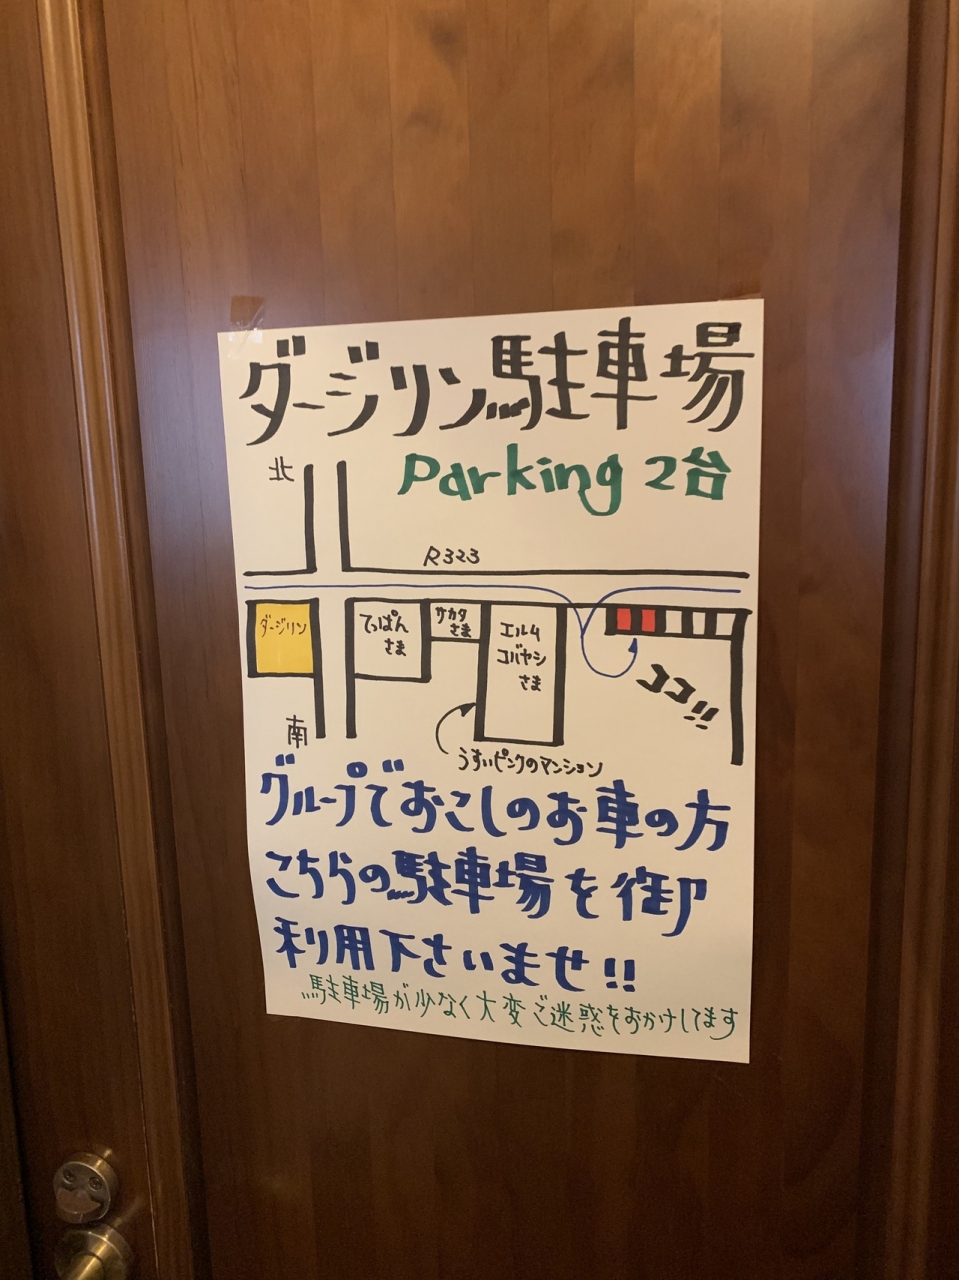 ダージリン駐車場
Parking 2台
北
R323
ダージリン
てっぱん
さま
サカタ
さま
エルム
コバヤシ
さま
ココ!!
南
うすいピンクのマンション
グループでおこしのお車の方
こちらの駐車場を御
利用下さいませ!!
駐車場が少なく大変ご迷惑をおかけしてます